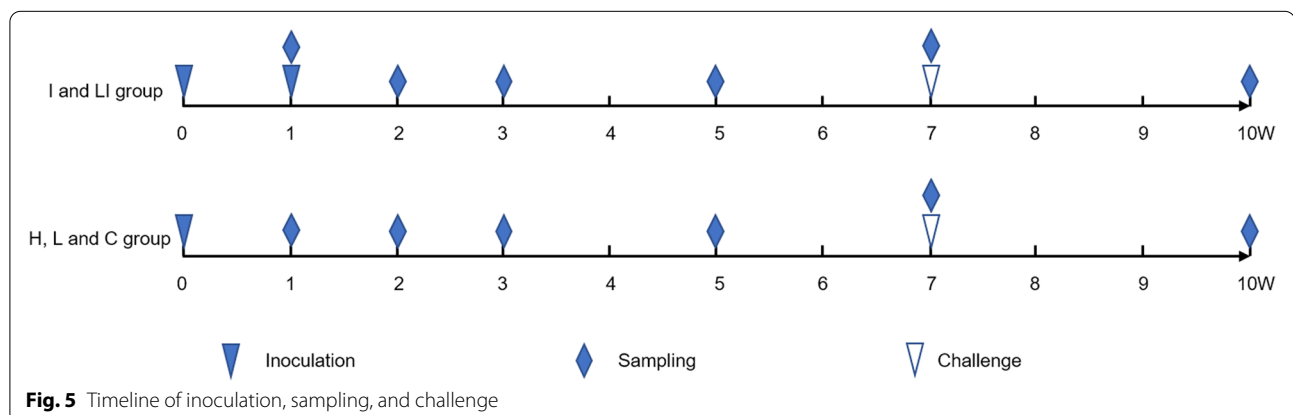 I and LI group
0 1 2 3 4 5 6 7 8 9 10W
H, L and C group
0 1 2 3 4 5 6 7 8 9 10W
Inoculation Sampling Challenge
Fig. 5 Timeline of inoculation, sampling, and challenge